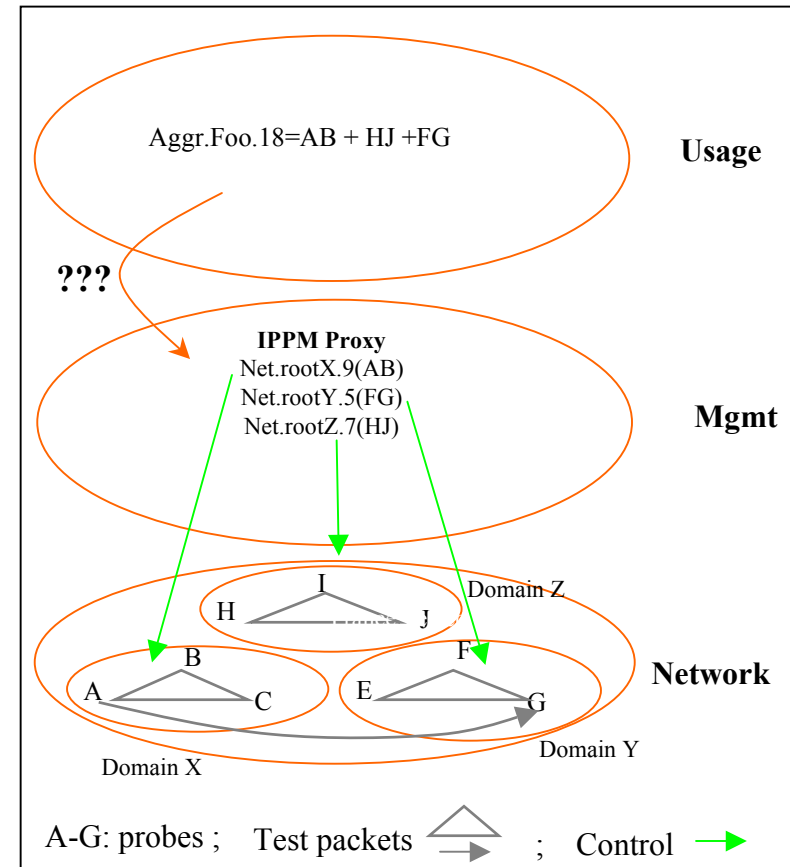 Aggr.Foo.18=AB + HJ +FG
Usage
???
IPPM Proxy
Net.rootX.9(AB)
Net.rootY.5(FG)
Net.rootZ.7(HJ)
Mgmt
I
Domain Z
H
J
B
F
Network
A
C
E
G
Domain X
Domain Y
A-G: probes ; Test packets ; Control